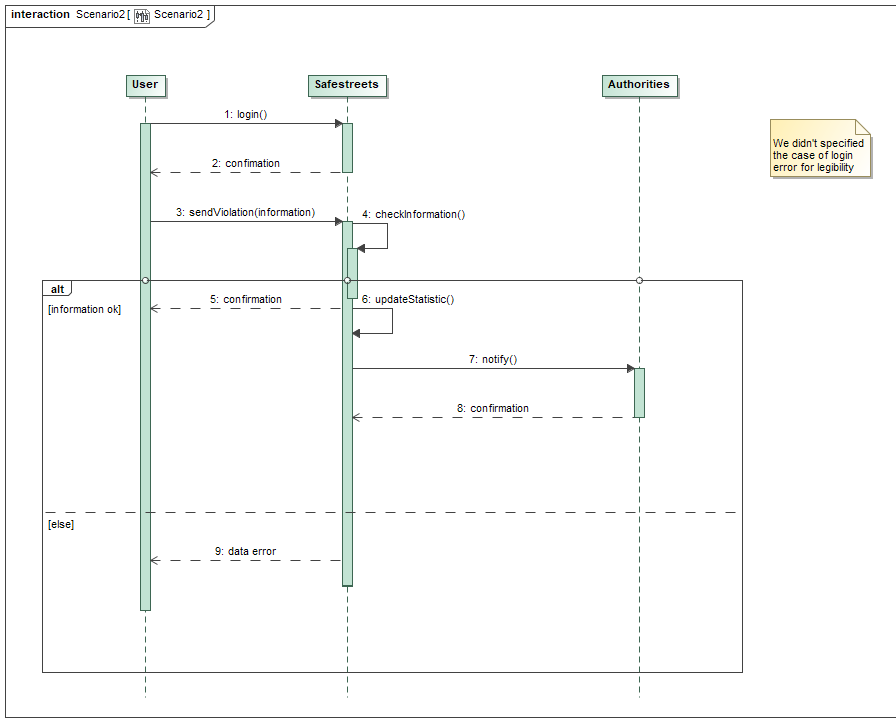 interaction Scenario2 [ Scenario2 ]
User
Safestreets
Authorities
1: login()
We didn't specified
the case of login
error for legibility
2: confimation
3: sendViolation(information)
4: checkInformation()
alt
[information ok]
5: confirmation
6: updateStatistic()
7: notify()
8: confirmation
[else]
9: data error